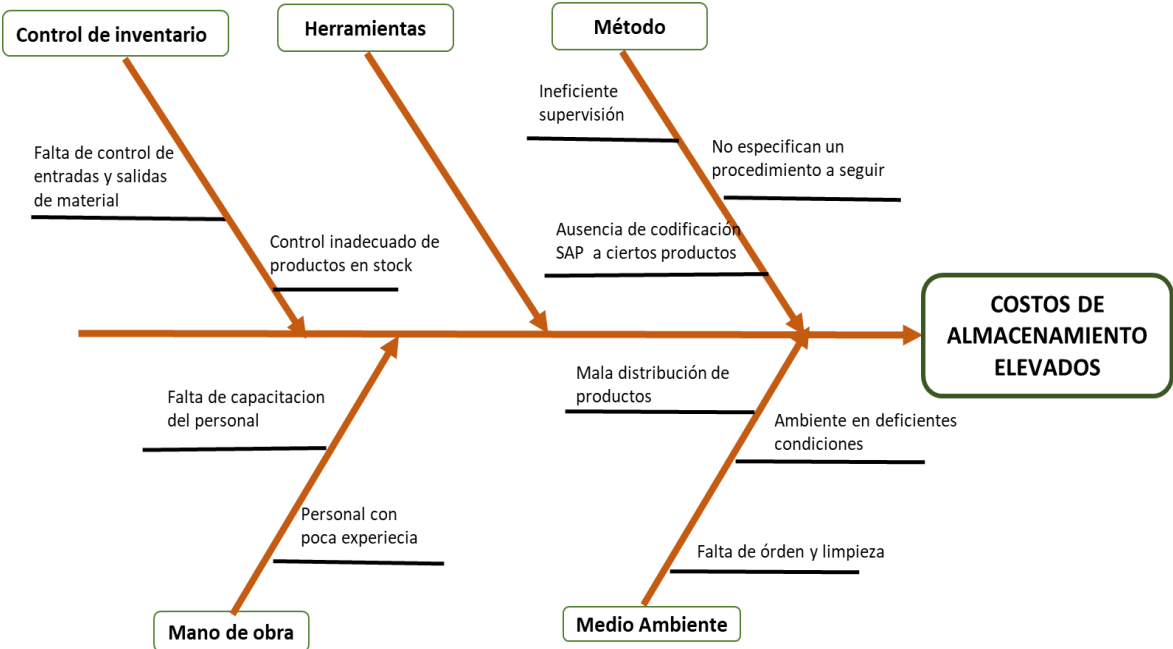 Control de inventario
Herramientas
Método
Ineficiente
supervisión
No especifican un
procedimiento a seguir
Falta de control de
entradas y salidas
de material
Ausencia de codificación
SAP a ciertos productos
Control inadecuado de
productos en stock
COSTOS DE
ALMACENAMIENTO
ELEVADOS
Mala distribución de
productos
Falta de capacitacion
del personal
Ambiente en deficientes
condiciones
Personal con
poca experiecia
Falta de órden y limpieza
Mano de obra
Medio Ambiente